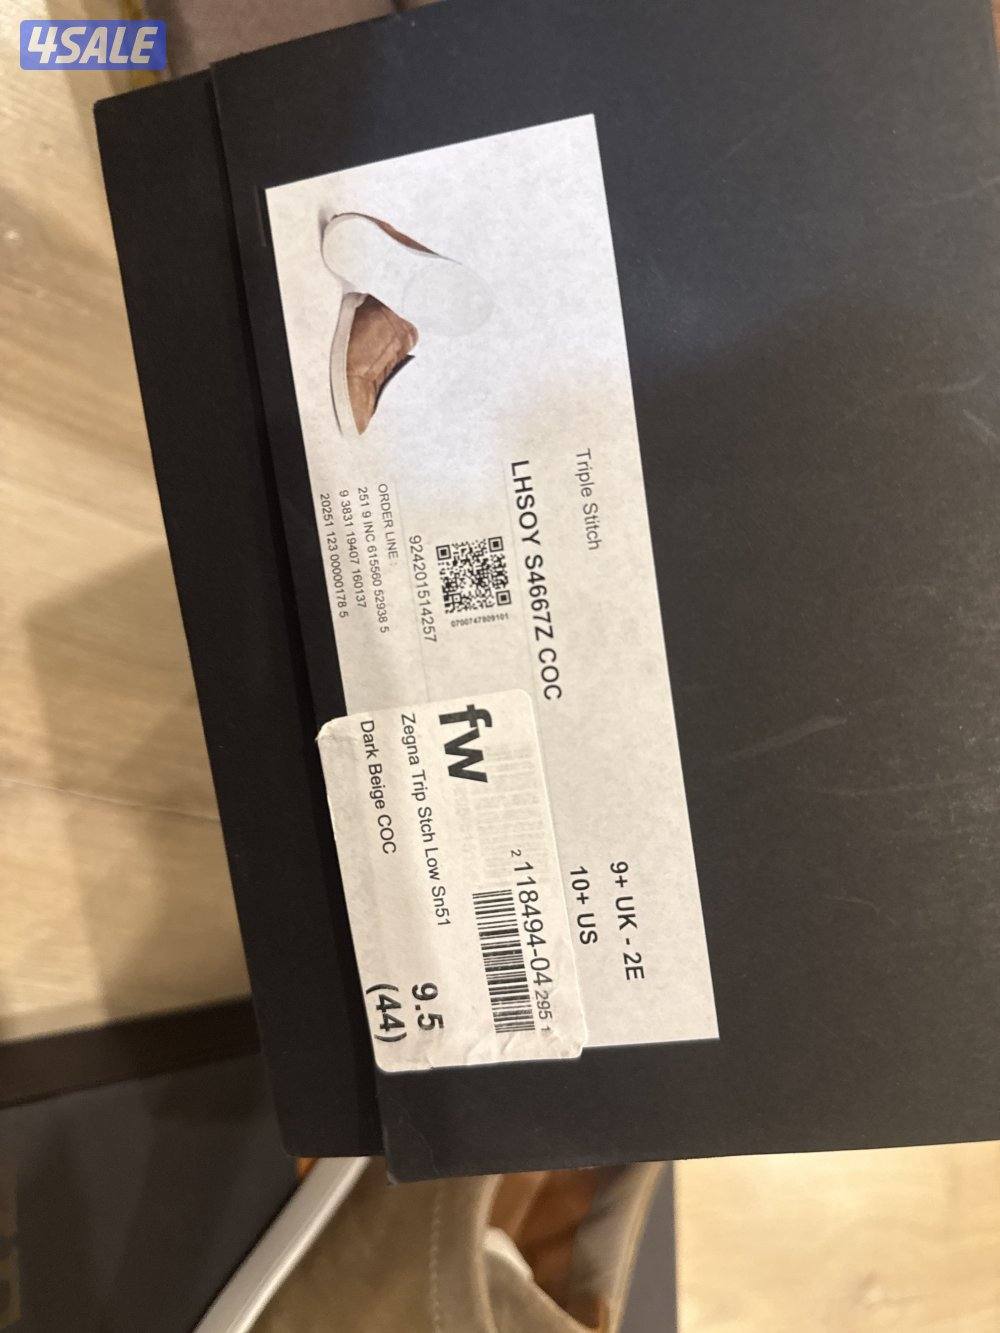 4SALE
Triple Stitch
LHSOY S4667Z COC
0700747809101
924201514257
ORDER LINE :
251 9 INC 615560 52938 5
9 3831 19407 160137
20251 123 00000178 5
9+ UK - 2E
10+ US
fw
2 118494-04 295 1
Zegna Trip Stch Low Sn51
Dark Beige COC
9.5
(44)